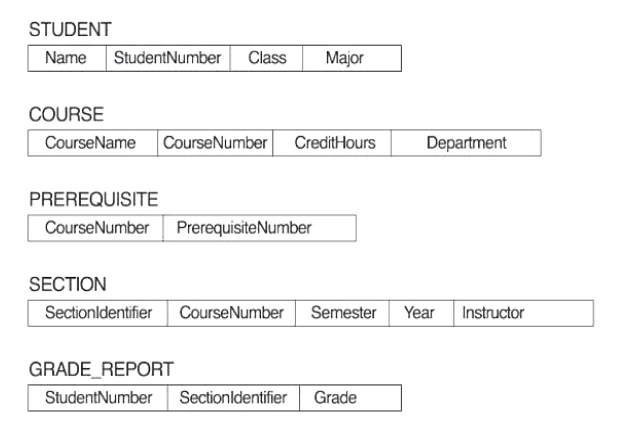 STUDENT
Name StudentNumber Class Major
COURSE
CourseName CourseNumber CreditHours Department
PREREQUISITE
CourseNumber PrerequisiteNumber
SECTION
SectionIdentifier CourseNumber Semester Year Instructor
GRADE_REPORT
StudentNumber SectionIdentifier Grade